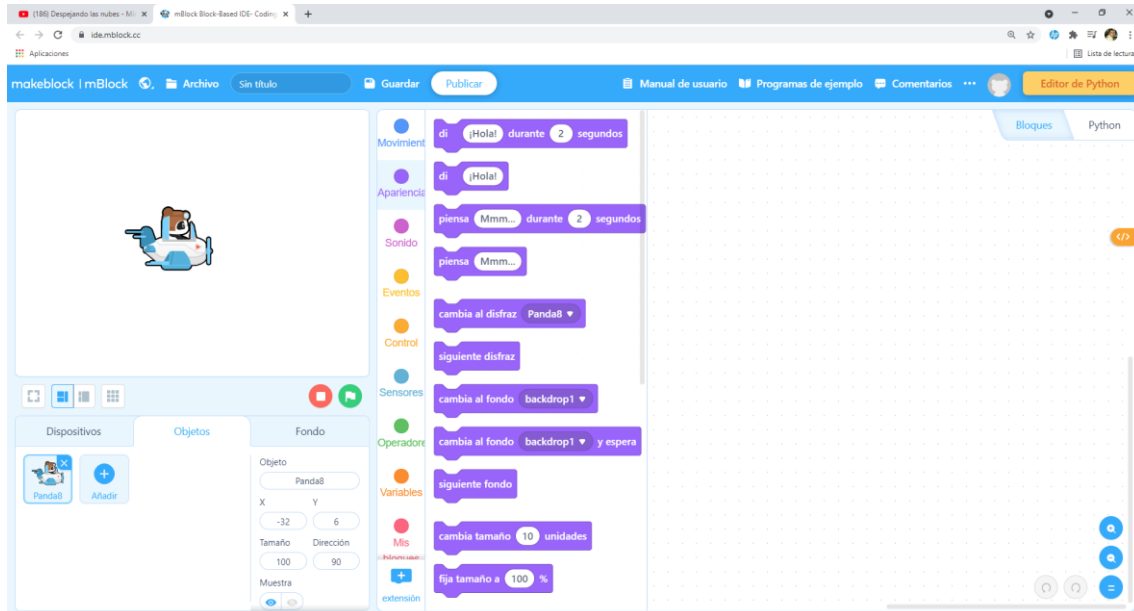 (186) Despejando las nubes - Mi
mBlock Block-Based IDE- Coding
ide.mblock.cc
Aplicaciones
Lista de lectura
makeblock | mBlock
Archivo
Sin título
Guardar
Publicar
Manual de usuario
Programas de ejemplo
Comentarios
Editor de Python
Movimient
Apariencia
Sonido
Eventos
Control
Sensores
Operadore
Variables
Mis
bloques
extensión
di ¡Hola! durante 2 segundos
di ¡Hola!
piensa Mmm... durante 2 segundos
piensa Mmm...
cambia al disfraz Panda8
siguiente disfraz
cambia al fondo backdrop1
cambia al fondo backdrop1 y espera
siguiente fondo
cambia tamaño 10 unidades
fija tamaño a 100 %
Bloques
Python
</>
Dispositivos
Objetos
Fondo
Panda8
Añadir
Objeto
Panda8
X Y
-32 6
Tamaño Dirección
100 90
Muestra